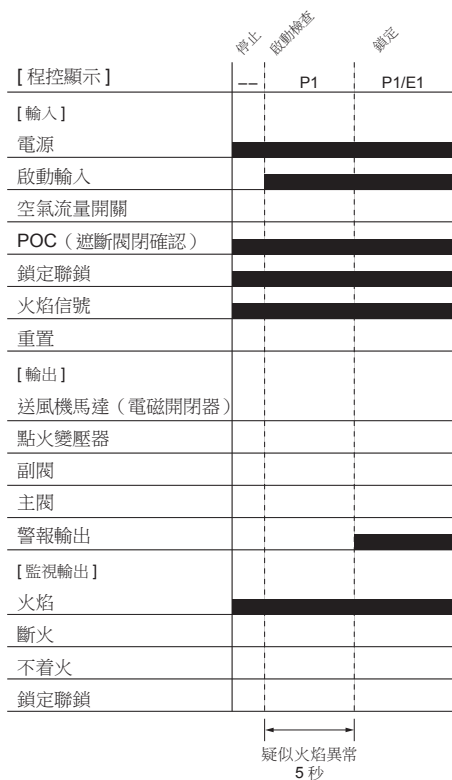 停止 啟動檢查 鎖定
[程控顯示] −− P1 P1/E1
[輸入]
電源
啟動輸入
空氣流量開關
POC（遮斷閥閉確認）
鎖定聯鎖
火焰信號
重置
[輸出]
送風機馬達（電磁開閉器）
點火變壓器
副閥
主閥
警報輸出
[監視輸出]
火焰
斷火
不着火
鎖定聯鎖
疑似火焰異常
5 秒